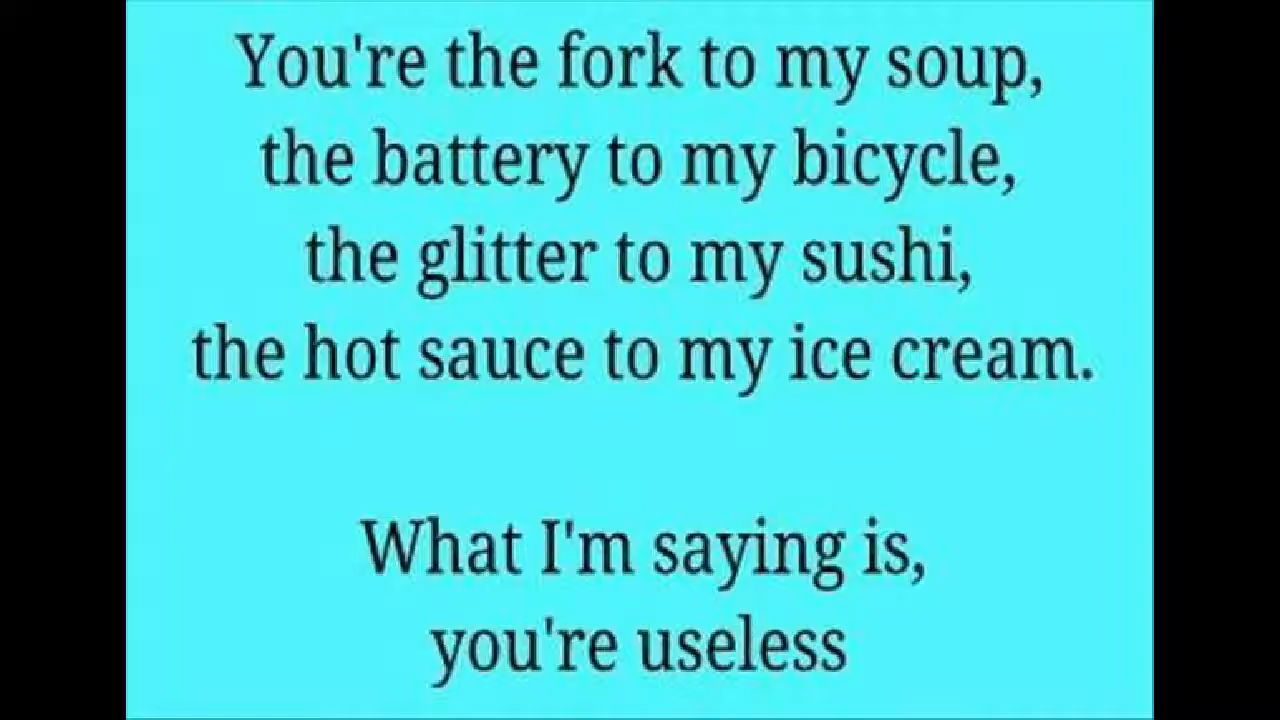 You're the fork to my soup,
the battery to my bicycle,
the glitter to my sushi,
the hot sauce to my ice cream.
What I'm saying is,
you're useless